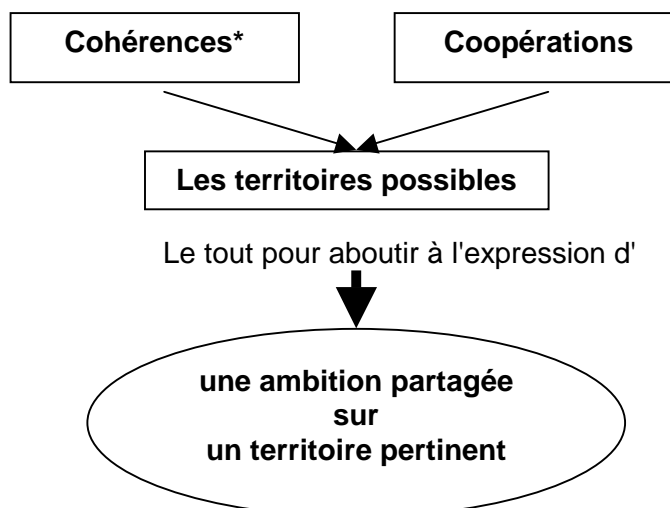 Cohérences*
Coopérations
Les territoires possibles
Le tout pour aboutir à l'expression d'
une ambition partagée
sur
un territoire pertinent